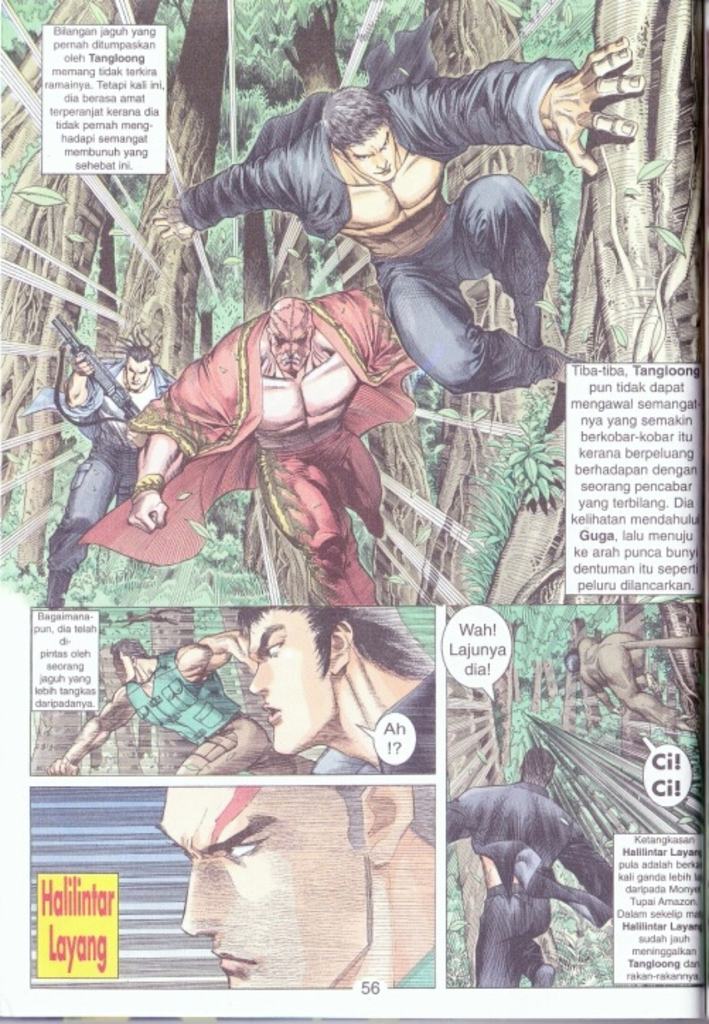 Bilangan jaguh yang
pernah ditumpaskan
oleh Tangloong
memang tidak terkira
ramainya. Tetapi kali ini,
dia berasa amat
terperanjat kerana dia
tidak pernah meng-
hadapi semangat
membunuh yang
sehebat ini.
Tiba-tiba, Tangloong
pun tidak dapat
mengawal semangat-
nya yang semakin
berkobar-kobar itu
kerana berpeluang
berhadapan dengan
seorang pencabar
yang terbilang. Dia
kelihatan mendahului
Guga, lalu menuju
ke arah punca bunyi
dentuman itu seperti
peluru dilancarkan.
Bagaimana-
pun, dia telah
di-
pintas oleh
seorang
jaguh yang
lebih tangkas
daripadanya.
Ah
!?
Wah!
Lajunya
dia!
Ci!
Ci!
Halilintar
Layang
Ketangkasan
Halilintar Layang
pula adalah berka
kali ganda lebih la
daripada Monye
Tupai Amazon.
Dalam sekelip ma
Halilintar Layang
sudah jauh
meninggalkan
Tangloong dan
rakan-rakannya.
56